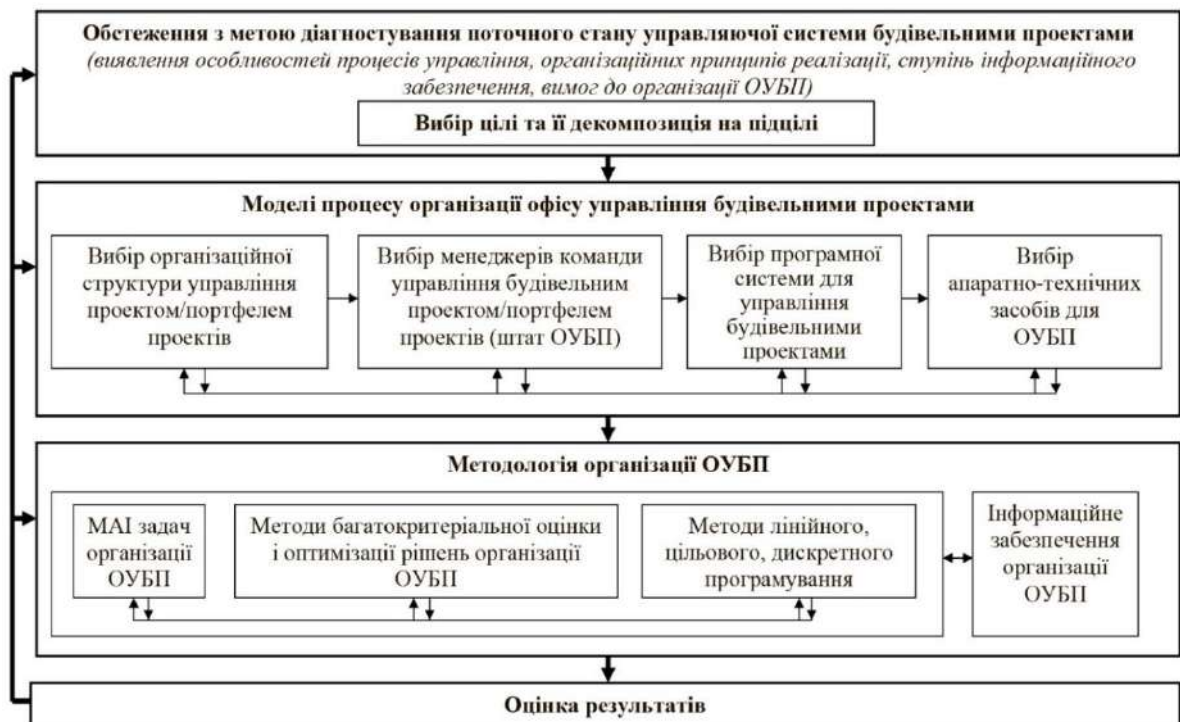 Обстеження з метою діагностування поточного стану управляючої системи будівельними проектами
(виявлення особливостей процесів управління, організаційних принципів реалізації, ступінь інформаційного
забезпечення, вимог до організації ОУБП)
Вибір цілі та її декомпозиція на підцілі
Моделі процесу організації офісу управління будівельними проектами
Вибір організаційної
структури управління
проектом/портфелем
проектів
Вибір менеджерів команди
управління будівельним
проектом/портфелем
проектів (штат ОУБП)
Вибір програмної
системи для
управління
будівельними
проектами
Вибір
апаратно-технічних
засобів для
ОУБП
Методологія організації ОУБП
МАІ задач
організації
ОУБП
Методи багатокритеріальної оцінки
і оптимізації рішень організації
ОУБП
Методи лінійного,
цільового, дискретного
програмування
Інформаційне
забезпечення
організації
ОУБП
Оцінка результатів